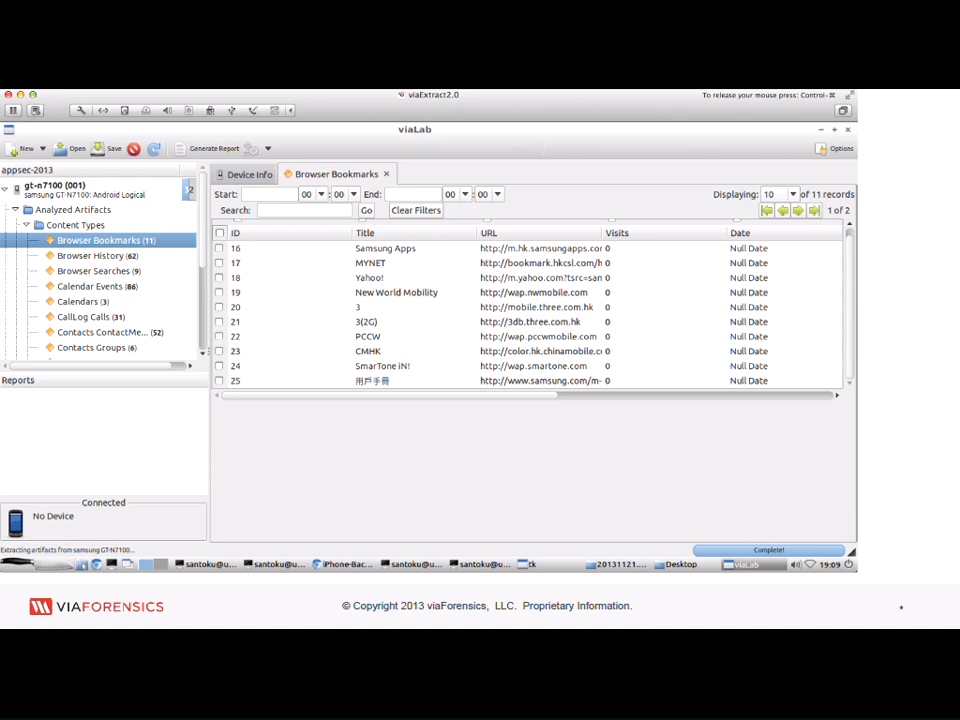 viaExtract2.0
To release your mouse press: Control-⌘
viaLab
New Open Save Generate Report Options
appsec-2013
gt-n7100 (001)
samsung GT-N7100: Android Logical
Analyzed Artifacts
Content Types
Browser Bookmarks (11)
Browser History (62)
Browser Searches (9)
Calendar Events (86)
Calendars (3)
CallLog Calls (31)
Contacts ContactMe... (52)
Contacts Groups (6)
Reports
Connected
No Device
Extracting artifacts from samsung GT-N7100...
Device Info Browser Bookmarks
Start: 00 : 00 End: 00 : 00 Displaying: 10 of 11 records
Search: Go Clear Filters 1 of 2
ID Title URL Visits Date
16 Samsung Apps http://m.hk.samsungapps.cor 0 Null Date
17 MYNET http://bookmark.hkcsl.com/h 0 Null Date
18 Yahoo! http://m.yahoo.com?tsrc=san 0 Null Date
19 New World Mobility http://wap.nwmobile.com 0 Null Date
20 3 http://mobile.three.com.hk 0 Null Date
21 3(2G) http://3db.three.com.hk 0 Null Date
22 PCCW http://wap.pccwmobile.com 0 Null Date
23 CMHK http://color.hk.chinamobile.cc 0 Null Date
24 SmarTone iN! http://wap.smartone.com 0 Null Date
25 用戶手冊 http://www.samsung.com/m- 0 Null Date
Complete!
santoku@u... santoku@u... iPhone-Bac... santoku@u... santoku@u... tk 20131121.... Desktop viaLab 19:09
VIAFORENSICS
© Copyright 2013 viaForensics, LLC. Proprietary Information.
*